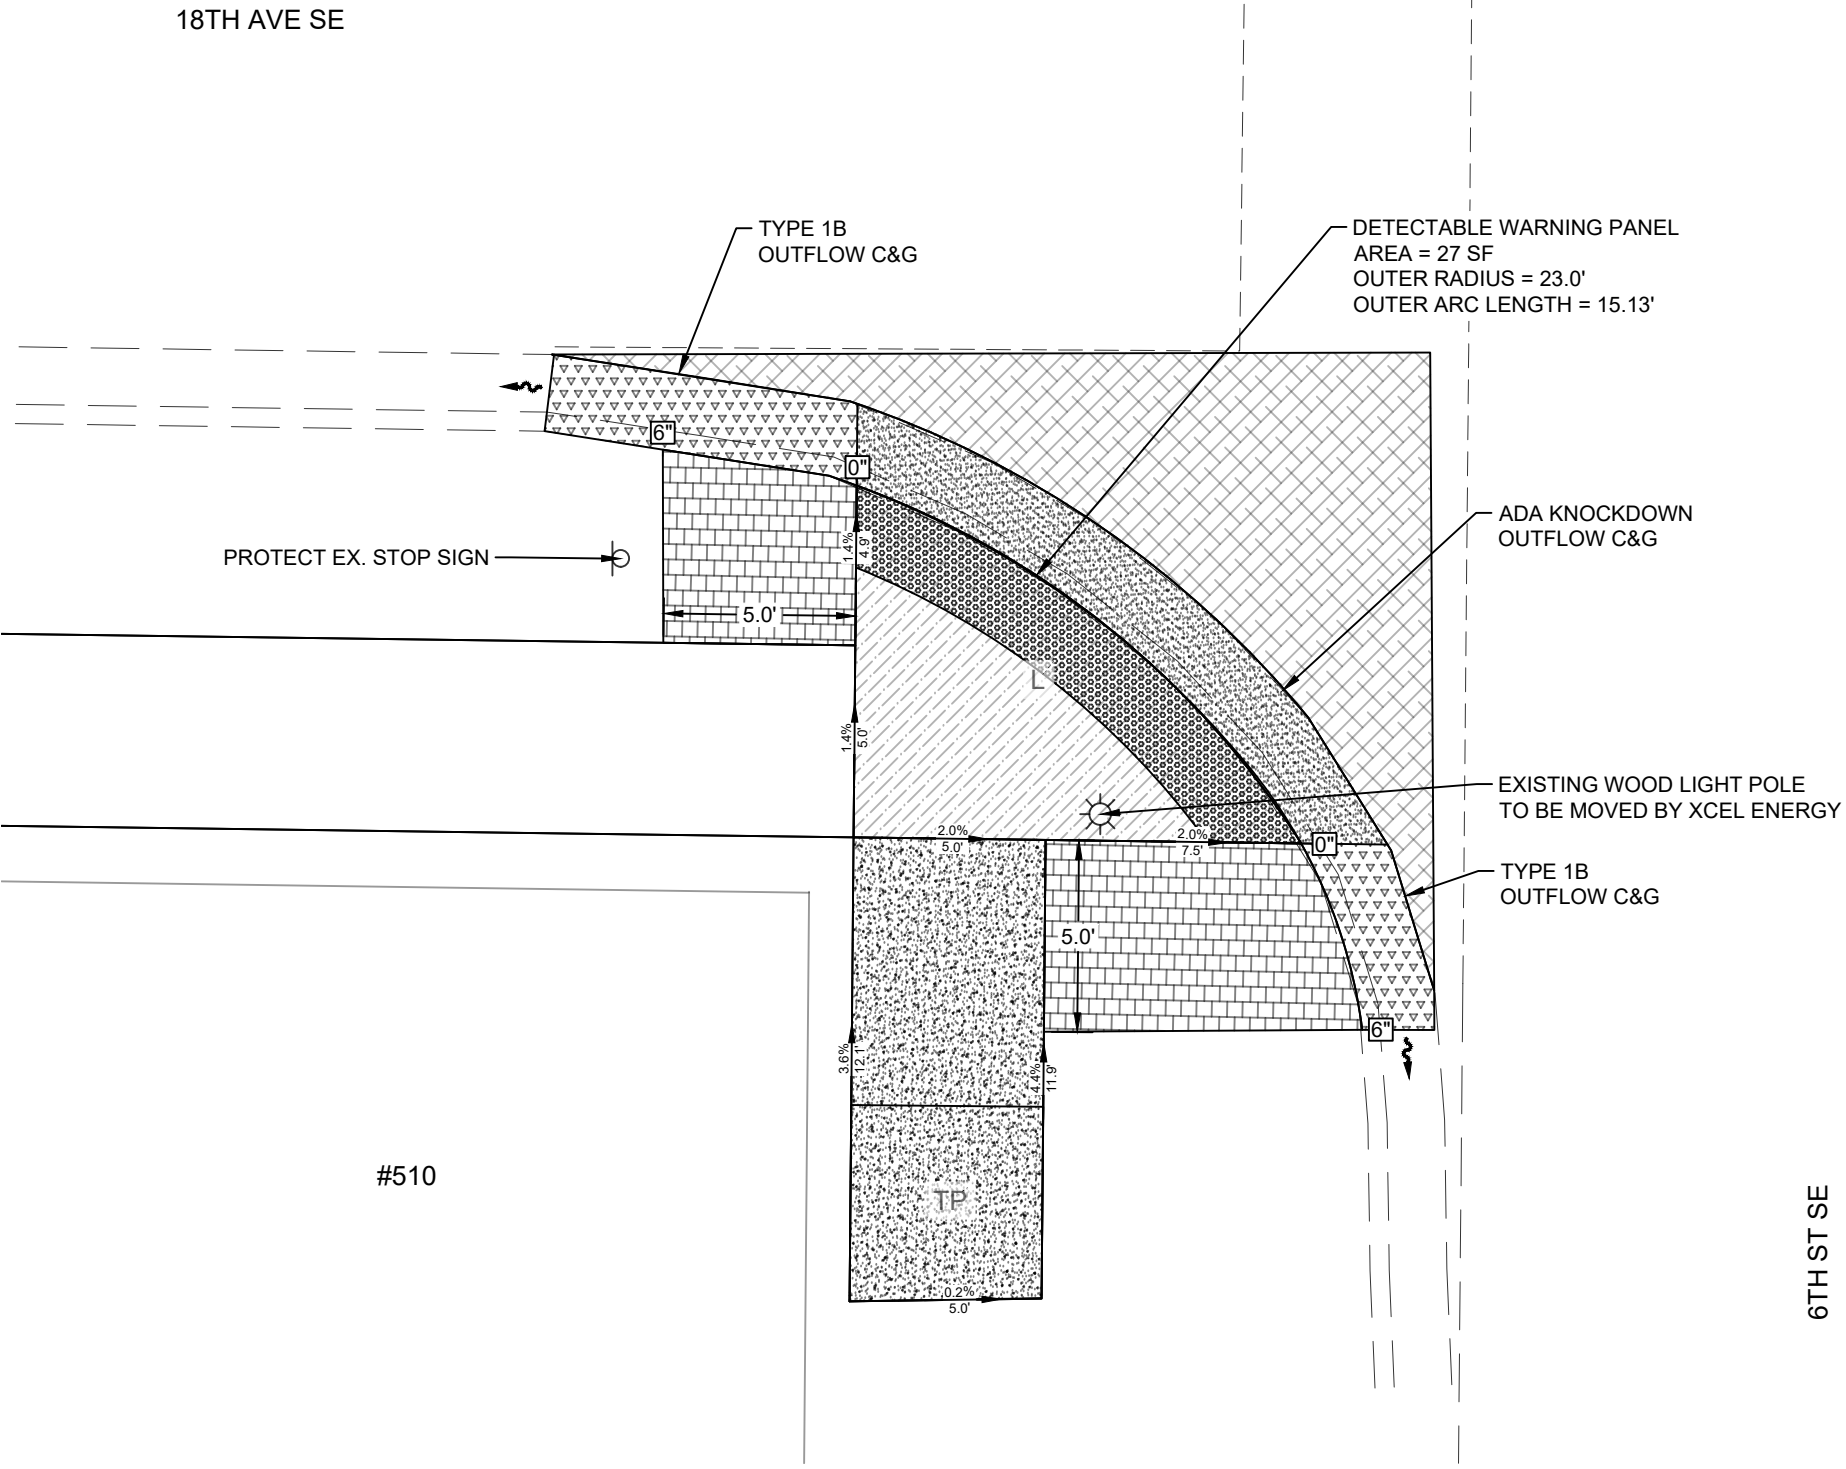 18TH AVE SE
TYPE 1B
OUTFLOW C&G
DETECTABLE WARNING PANEL
AREA = 27 SF
OUTER RADIUS = 23.0'
OUTER ARC LENGTH = 15.13'
6"
0"
ADA KNOCKDOWN
OUTFLOW C&G
PROTECT EX. STOP SIGN
1.4%
4.9'
5.0'
L
1.4%
5.0'
EXISTING WOOD LIGHT POLE
TO BE MOVED BY XCEL ENERGY
2.0%
5.0'
2.0%
7.5'
0"
TYPE 1B
OUTFLOW C&G
5.0'
6"
3.6%
12.1'
4.4%
11.9'
#510
TP
6TH ST SE
0.2%
5.0'